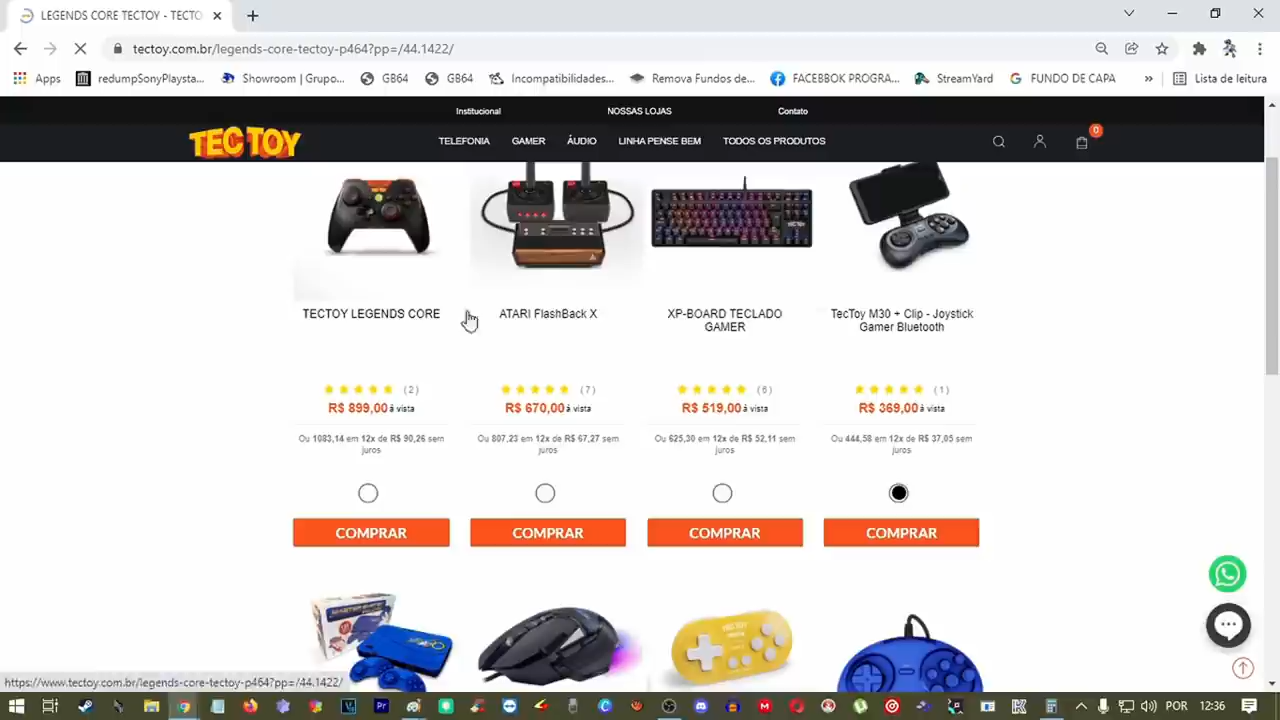 LEGENDS CORE TECTOY - TECTO
tectoy.com.br/legends-core-tectoy-p464?pp=/44.1422/
Apps redumpSonyPlaysta... Showroom | Grupo... GB64 GB64 Incompatibilidades... Remova Fundos de... FACEBBOK PROGRA... StreamYard FUNDO DE CAPA » Lista de leitura
Institucional NOSSAS LOJAS Contato
TECTOY TELEFONIA GAMER ÁUDIO LINHA PENSE BEM TODOS OS PRODUTOS 0
TECTOY LEGENDS CORE
ATARI FlashBack X
XP-BOARD TECLADO
GAMER
TecToy M30 + Clip - Joystick
Gamer Bluetooth
(2) (7) (6) (1)
R$ 899,00 à vista R$ 670,00 à vista R$ 519,00 à vista R$ 369,00 à vista
Ou 1083,14 em 12x de R$ 90,26 sem
juros
Ou 807,23 em 12x de R$ 67,27 sem
juros
Ou 625,30 em 12x de R$ 52,11 sem
juros
Ou 444,58 em 12x de R$ 37,05 sem
juros
COMPRAR COMPRAR COMPRAR COMPRAR
https://www.tectoy.com.br/legends-core-tectoy-p464?pp=/44.1422/
POR 12:36